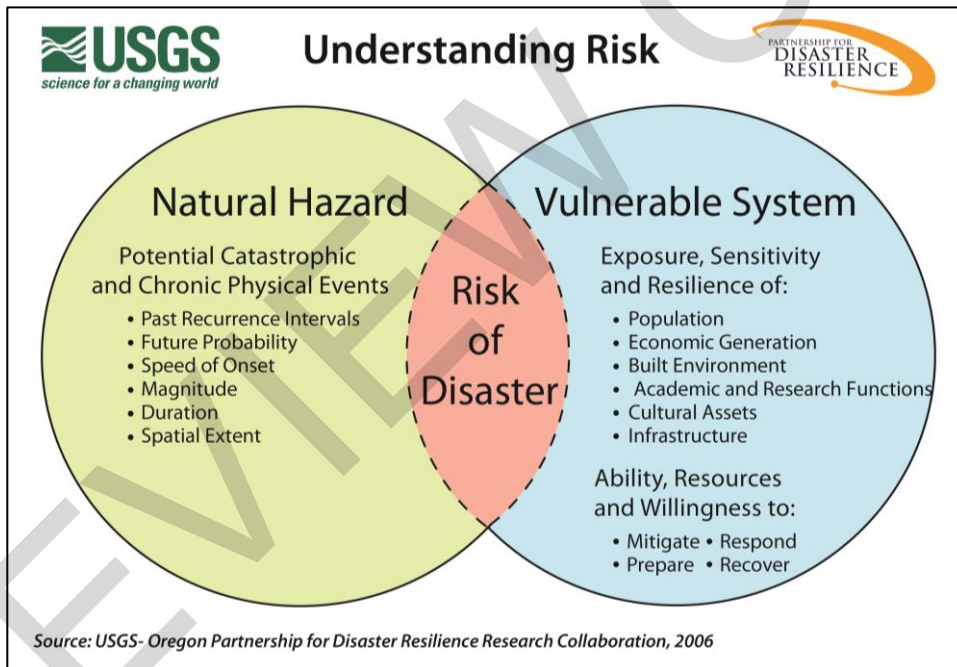 USGS
science for a changing world
Understanding Risk
PARTNERSHIP FOR
DISASTER
RESILIENCE
Natural Hazard
Potential Catastrophic
and Chronic Physical Events
• Past Recurrence Intervals
• Future Probability
• Speed of Onset
• Magnitude
• Duration
• Spatial Extent
Risk
of
Disaster
Vulnerable System
Exposure, Sensitivity
and Resilience of:
• Population
• Economic Generation
• Built Environment
• Academic and Research Functions
• Cultural Assets
• Infrastructure
Ability, Resources
and Willingness to:
• Mitigate • Respond
• Prepare • Recover
Source: USGS- Oregon Partnership for Disaster Resilience Research Collaboration, 2006
EVIEW